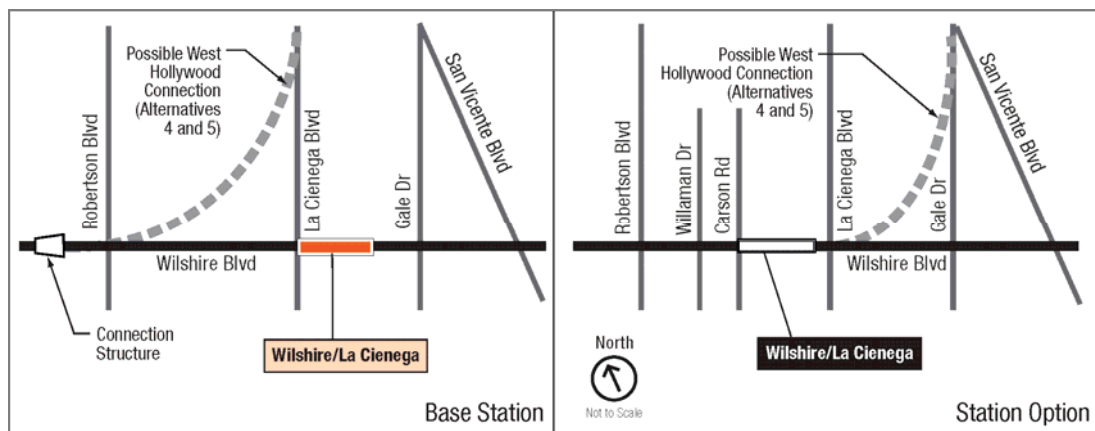 Possible West
Hollywood
Connection
(Alternatives
4 and 5)
Robertson Blvd
La Cienega Blvd
Gale Dr
San Vicente Blvd
Wilshire Blvd
Connection
Structure
Wilshire/La Cienega
Base Station
Possible West
Hollywood Connection
(Alternatives
4 and 5)
Robertson Blvd
Willaman Dr
Carson Rd
La Cienega Blvd
Gale Dr
San Vicente Blvd
Wilshire Blvd
North
Not to Scale
Wilshire/La Cienega
Station Option